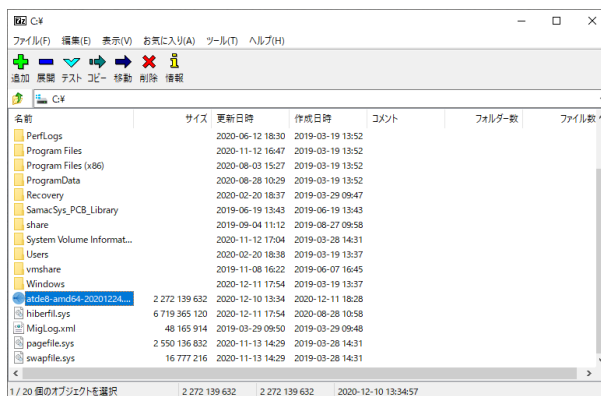 7z C:¥
ファイル(F) 編集(E) 表示(V) お気に入り(A) ツール(T) ヘルプ(H)
追加 展開 テスト コピー 移動 削除 情報
C:¥
名前 サイズ 更新日時 作成日時 コメント フォルダー数 ファイル数
PerfLogs 2020-06-12 18:30 2019-03-19 13:52
Program Files 2020-11-12 16:47 2019-03-19 13:52
Program Files (x86) 2020-08-03 15:27 2019-03-19 13:52
ProgramData 2020-08-28 10:29 2019-03-19 13:52
Recovery 2020-02-20 18:37 2019-03-29 09:47
SamacSys_PCB_Library 2019-06-19 13:43 2019-06-19 13:43
share 2019-09-04 11:12 2019-08-27 09:58
System Volume Informat... 2020-11-12 17:04 2019-03-28 14:31
Users 2020-02-20 18:38 2019-03-19 13:37
vmshare 2019-11-08 16:22 2019-06-07 16:45
Windows 2020-12-11 17:54 2019-03-19 13:37
atde8-amd64-20201224.... 2 272 139 632 2020-12-10 13:34 2020-12-11 18:28
hiberfil.sys 6 719 365 120 2020-12-11 17:54 2020-08-28 10:58
MigLog.xml 48 165 914 2019-03-29 09:50 2019-03-29 09:48
pagefile.sys 2 550 136 832 2020-11-13 14:29 2019-03-28 14:31
swapfile.sys 16 777 216 2020-11-13 14:29 2019-03-28 14:31
1 / 20 個のオブジェクトを選択 2 272 139 632 2 272 139 632 2020-12-10 13:34:57